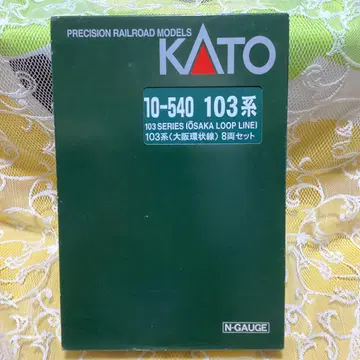 PRECISION RAILROAD MODELS
KATO
10-540 103系
103 SERIES (ŌSAKA LOOP LINE)
103系〈大阪環状線〉8両セット
N-GAUGE